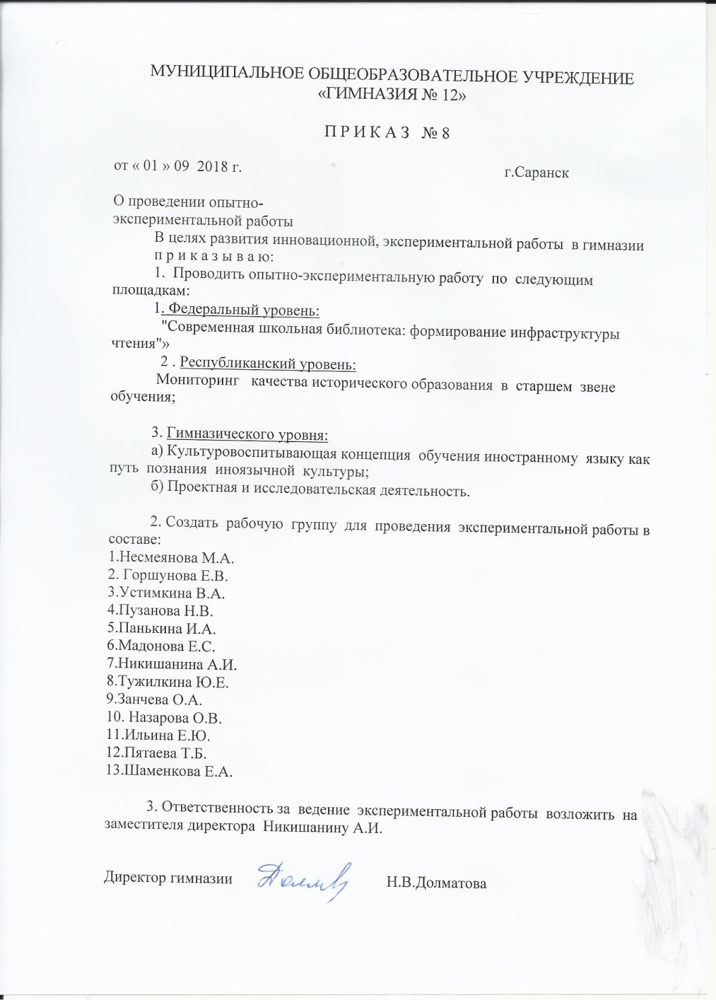 МУНИЦИПАЛЬНОЕ ОБЩЕОБРАЗОВАТЕЛЬНОЕ УЧРЕЖДЕНИЕ
«ГИМНАЗИЯ № 12»
П Р И К А З № 8
от « 01 » 09 2018 г.
г.Саранск
О проведении опытно-
экспериментальной работы
В целях развития инновационной, экспериментальной работы в гимназии
п р и к а з ы в а ю:
1. Проводить опытно-экспериментальную работу по следующим
площадкам:
1. Федеральный уровень:
"Современная школьная библиотека: формирование инфраструктуры
чтения"»
2 . Республиканский уровень:
Мониторинг качества исторического образования в старшем звене
обучения;
3. Гимназического уровня:
а) Культуровоспитывающая концепция обучения иностранному языку как
путь познания иноязычной культуры;
б) Проектная и исследовательская деятельность.
2. Создать рабочую группу для проведения экспериментальной работы в
составе:
1.Несмеянова М.А.
2. Горшунова Е.В.
3.Устимкина В.А.
4.Пузанова Н.В.
5.Панькина И.А.
6.Мадонова Е.С.
7.Никишанина А.И.
8.Тужилкина Ю.Е.
9.Занчева О.А.
10. Назарова О.В.
11.Ильина Е.Ю.
12.Пятаева Т.Б.
13.Шаменкова Е.А.
3. Ответственность за ведение экспериментальной работы возложить на
заместителя директора Никишанину А.И.
Директор гимназии
Н.В.Долматова